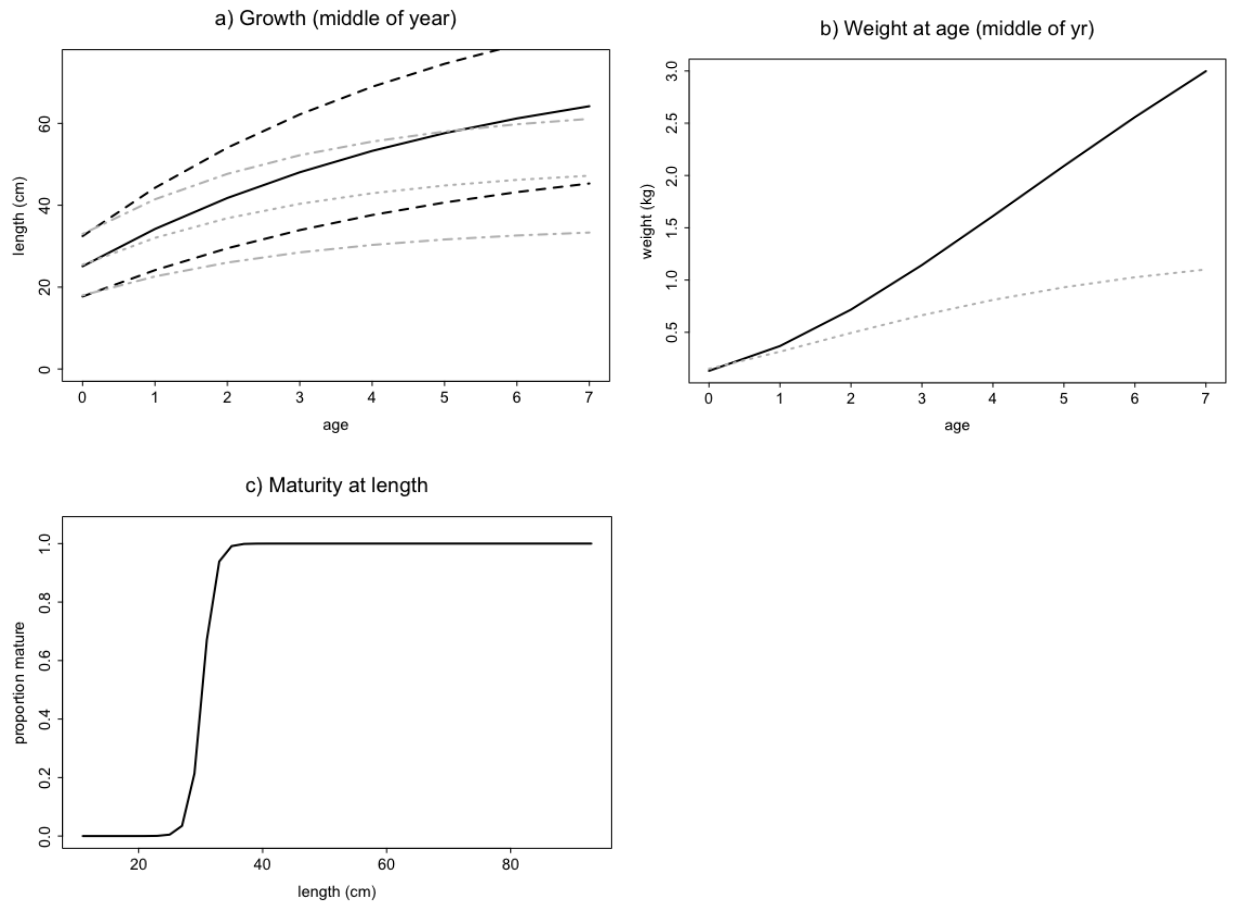 a) Growth (middle of year)
length (cm)
60
40
20
0
0 1 2 3 4 5 6 7
age
b) Weight at age (middle of yr)
weight (kg)
3.0
2.5
2.0
1.5
1.0
0.5
0 1 2 3 4 5 6 7
age
c) Maturity at length
proportion mature
1.0
0.8
0.6
0.4
0.2
0.0
20 40 60 80
length (cm)